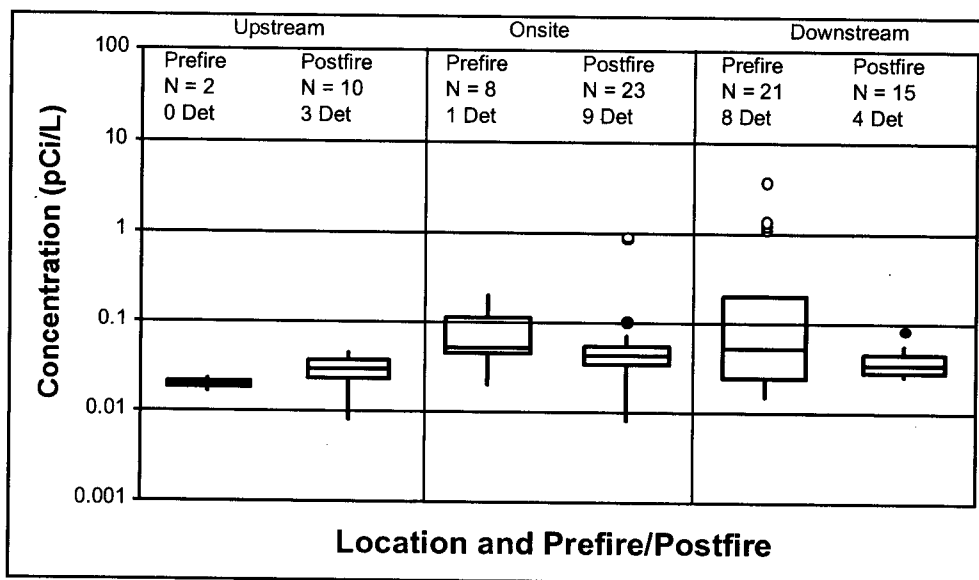 Upstream Onsite Downstream
Prefire Postfire Prefire Postfire Prefire Postfire
N = 2 N = 10 N = 8 N = 23 N = 21 N = 15
0 Det 3 Det 1 Det 9 Det 8 Det 4 Det
Concentration (pCi/L)
100
10
1
0.1
0.01
0.001
Location and Prefire/Postfire